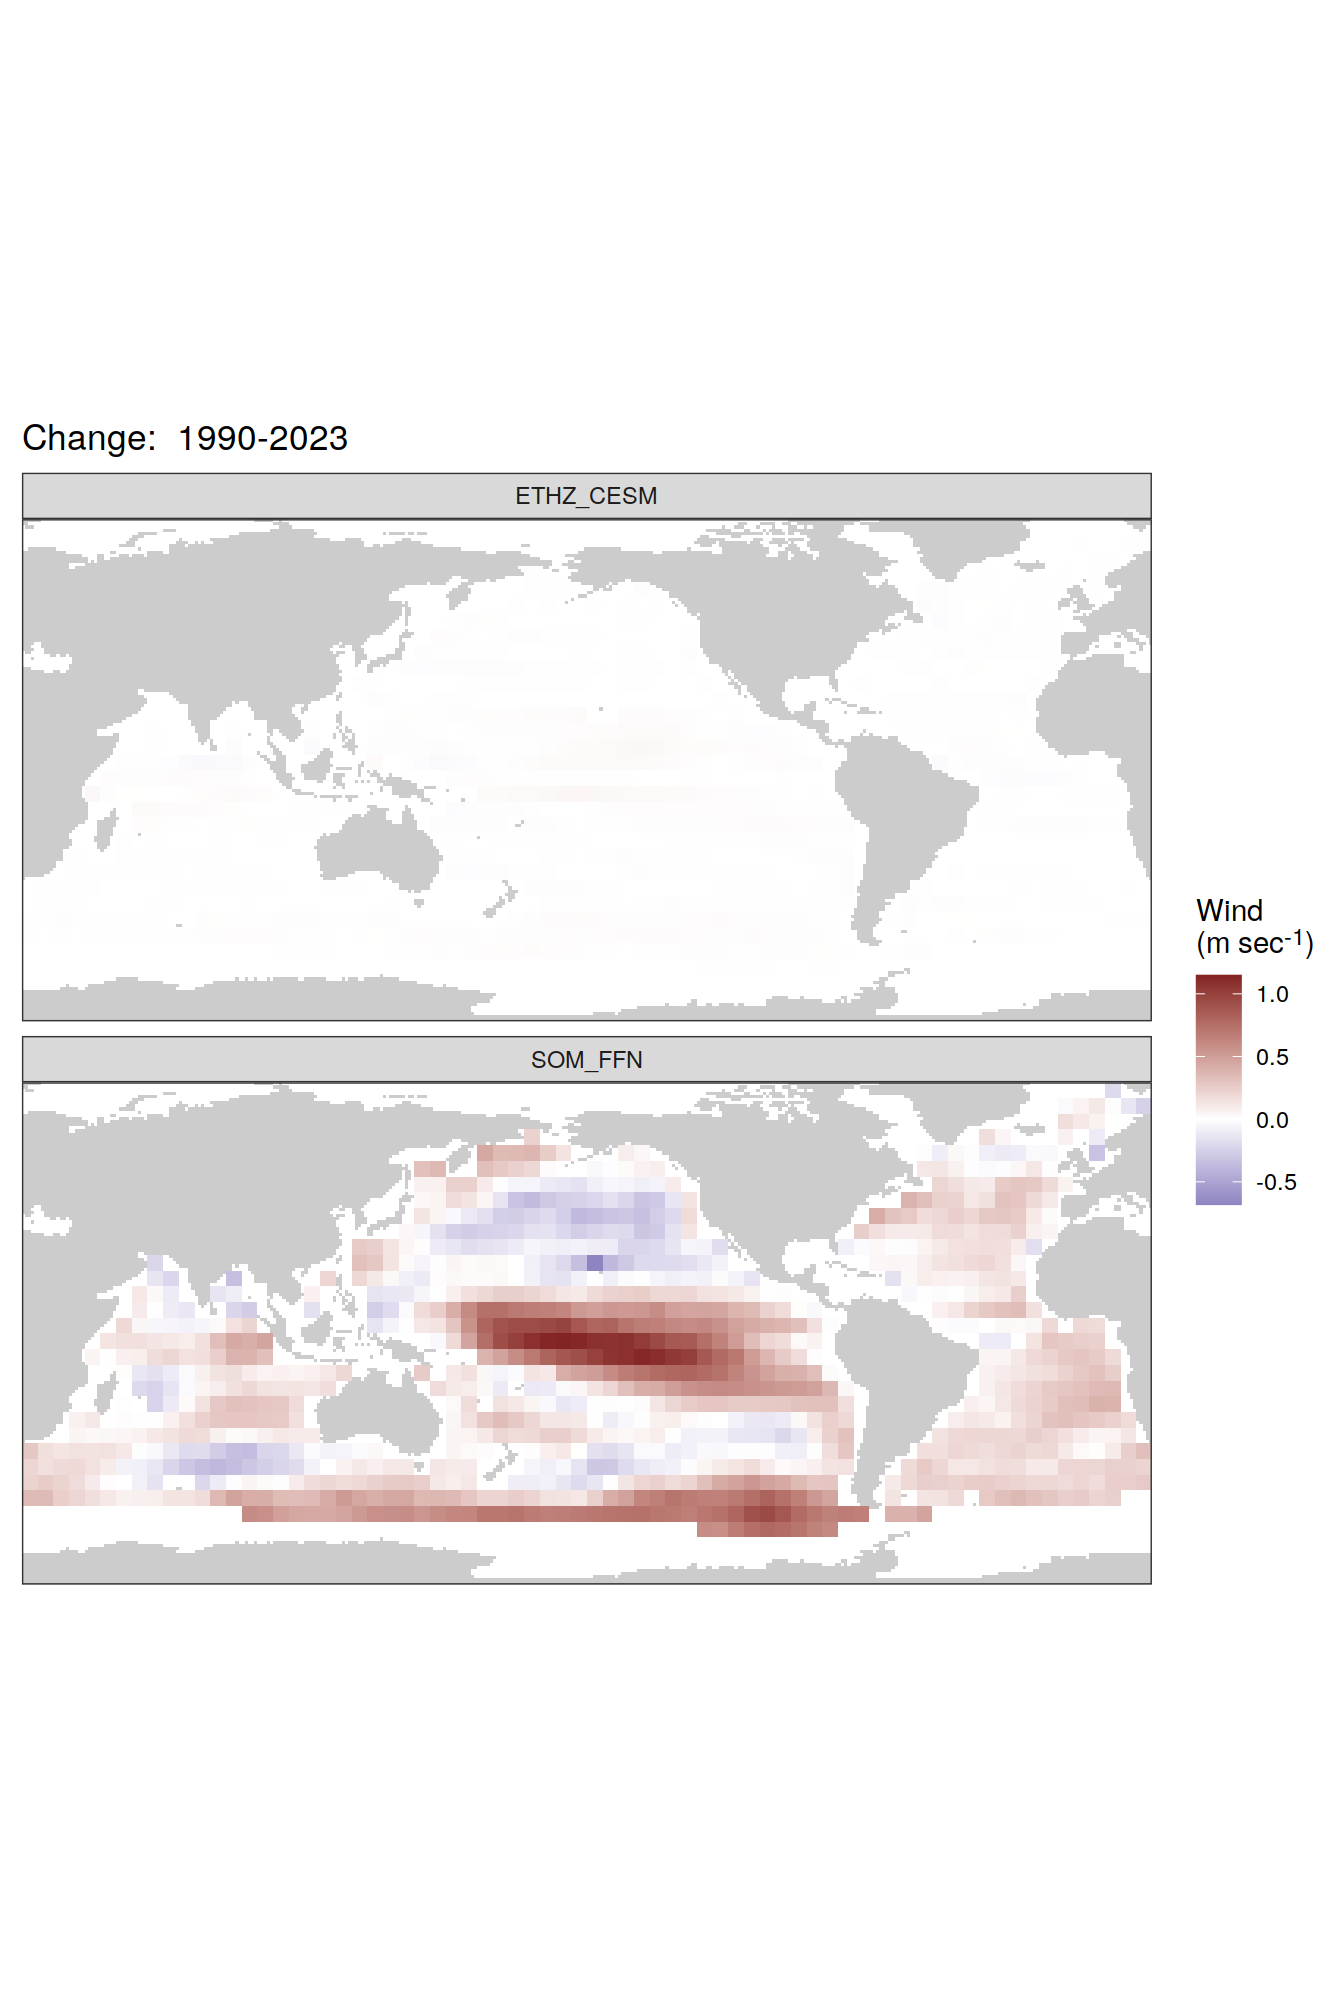 Change:  1990-2023
ETHZ_CESM
SOM_FFN
Wind
(m sec⁻¹)
1.0
0.5
0.0
-0.5